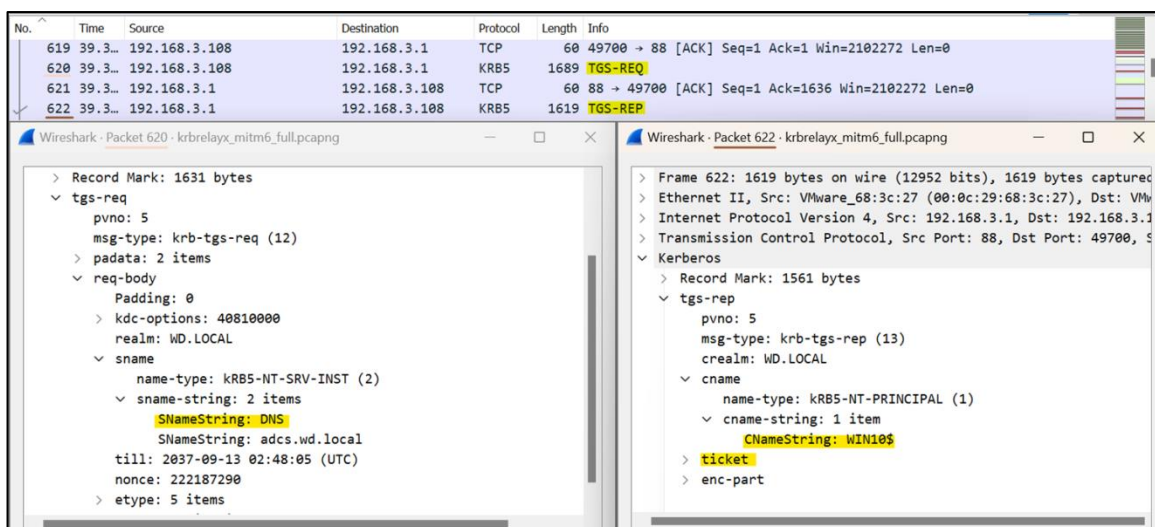 No. Time Source Destination Protocol Length Info
619 39.3… 192.168.3.108 192.168.3.1 TCP 60 49700 → 88 [ACK] Seq=1 Ack=1 Win=2102272 Len=0
620 39.3… 192.168.3.108 192.168.3.1 KRB5 1689 TGS-REQ
621 39.3… 192.168.3.1 192.168.3.108 TCP 60 88 → 49700 [ACK] Seq=1 Ack=1636 Win=2102272 Len=0
622 39.3… 192.168.3.1 192.168.3.108 KRB5 1619 TGS-REP
Wireshark · Packet 620 · krbrelayx_mitm6_full.pcapng
Record Mark: 1631 bytes
tgs-req
pvno: 5
msg-type: krb-tgs-req (12)
padata: 2 items
req-body
Padding: 0
kdc-options: 40810000
realm: WD.LOCAL
sname
name-type: kRB5-NT-SRV-INST (2)
sname-string: 2 items
SNameString: DNS
SNameString: adcs.wd.local
till: 2037-09-13 02:48:05 (UTC)
nonce: 222187290
etype: 5 items
Wireshark · Packet 622 · krbrelayx_mitm6_full.pcapng
Frame 622: 1619 bytes on wire (12952 bits), 1619 bytes captured
Ethernet II, Src: VMware_68:3c:27 (00:0c:29:68:3c:27), Dst: VMw
Internet Protocol Version 4, Src: 192.168.3.1, Dst: 192.168.3.1
Transmission Control Protocol, Src Port: 88, Dst Port: 49700, S
Kerberos
Record Mark: 1561 bytes
tgs-rep
pvno: 5
msg-type: krb-tgs-rep (13)
crealm: WD.LOCAL
cname
name-type: kRB5-NT-PRINCIPAL (1)
cname-string: 1 item
CNameString: WIN10$
ticket
enc-part